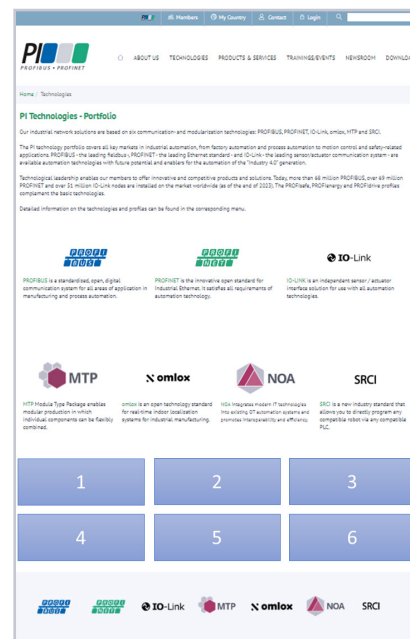 PI Members My Country Contact Login
PI
PROFIBUS • PROFINET
ABOUT US TECHNOLOGIES PRODUCTS & SERVICES TRAININGS/EVENTS NEWSROOM DOWNLOA
Home / Technologies
PI Technologies - Portfolio
Our industrial network solutions are based on six communication- and modularization technologies: PROFIBUS, PROFINET, IO-Link, omlox, MTP and SRCI.
The PI technology portfolio covers all key markets in industrial automation, from factory automation and process automation to motion control and safety-related
applications. PROFIBUS - the leading fieldbus-, PROFINET - the leading Ethernet standard - and IO-Link - the leading sensor/actuator communication system - are
available automation technologies with future potential and enablers for the automation of the "Industry 4.0" generation.
Technological leadership enables our members to offer innovative and competitive products and solutions. Today, more than 68 million PROFIBUS, over 69 million
PROFINET and over 51 million IO-Link nodes are installed on the market worldwide (as of the end of 2023). The PROFIsafe, PROFIenergy and PROFIdrive profiles
complement the basic technologies.
Detailed information on the technologies and profiles can be found in the corresponding menu.
PROFI BUS PROFI NET IO-Link
PROFIBUS is a standardized, open, digital
communication system for all areas of application in
manufacturing and process automation.
PROFINET is the innovative open standard for
Industrial Ethernet. It satisfies all requirements of
automation technology.
IO-LINK is an independent sensor / actuator
interface solution for use with all automation
technologies.
MTP omlox NOA SRCI
MTP Module Type Package enables
modular production in which
individual components can be flexibly
combined.
omlox is an open technology standard
for real-time indoor localization
systems for industrial manufacturing.
NOA integrates modern IT technologies
into existing OT automation systems and
promotes interoperability and efficiency.
SRCI is a new industry standard that
allows you to directly program any
compatible robot via any compatible
PLC.
1 2 3
4 5 6
PROFI BUS PROFI NET IO-Link MTP omlox NOA SRCI